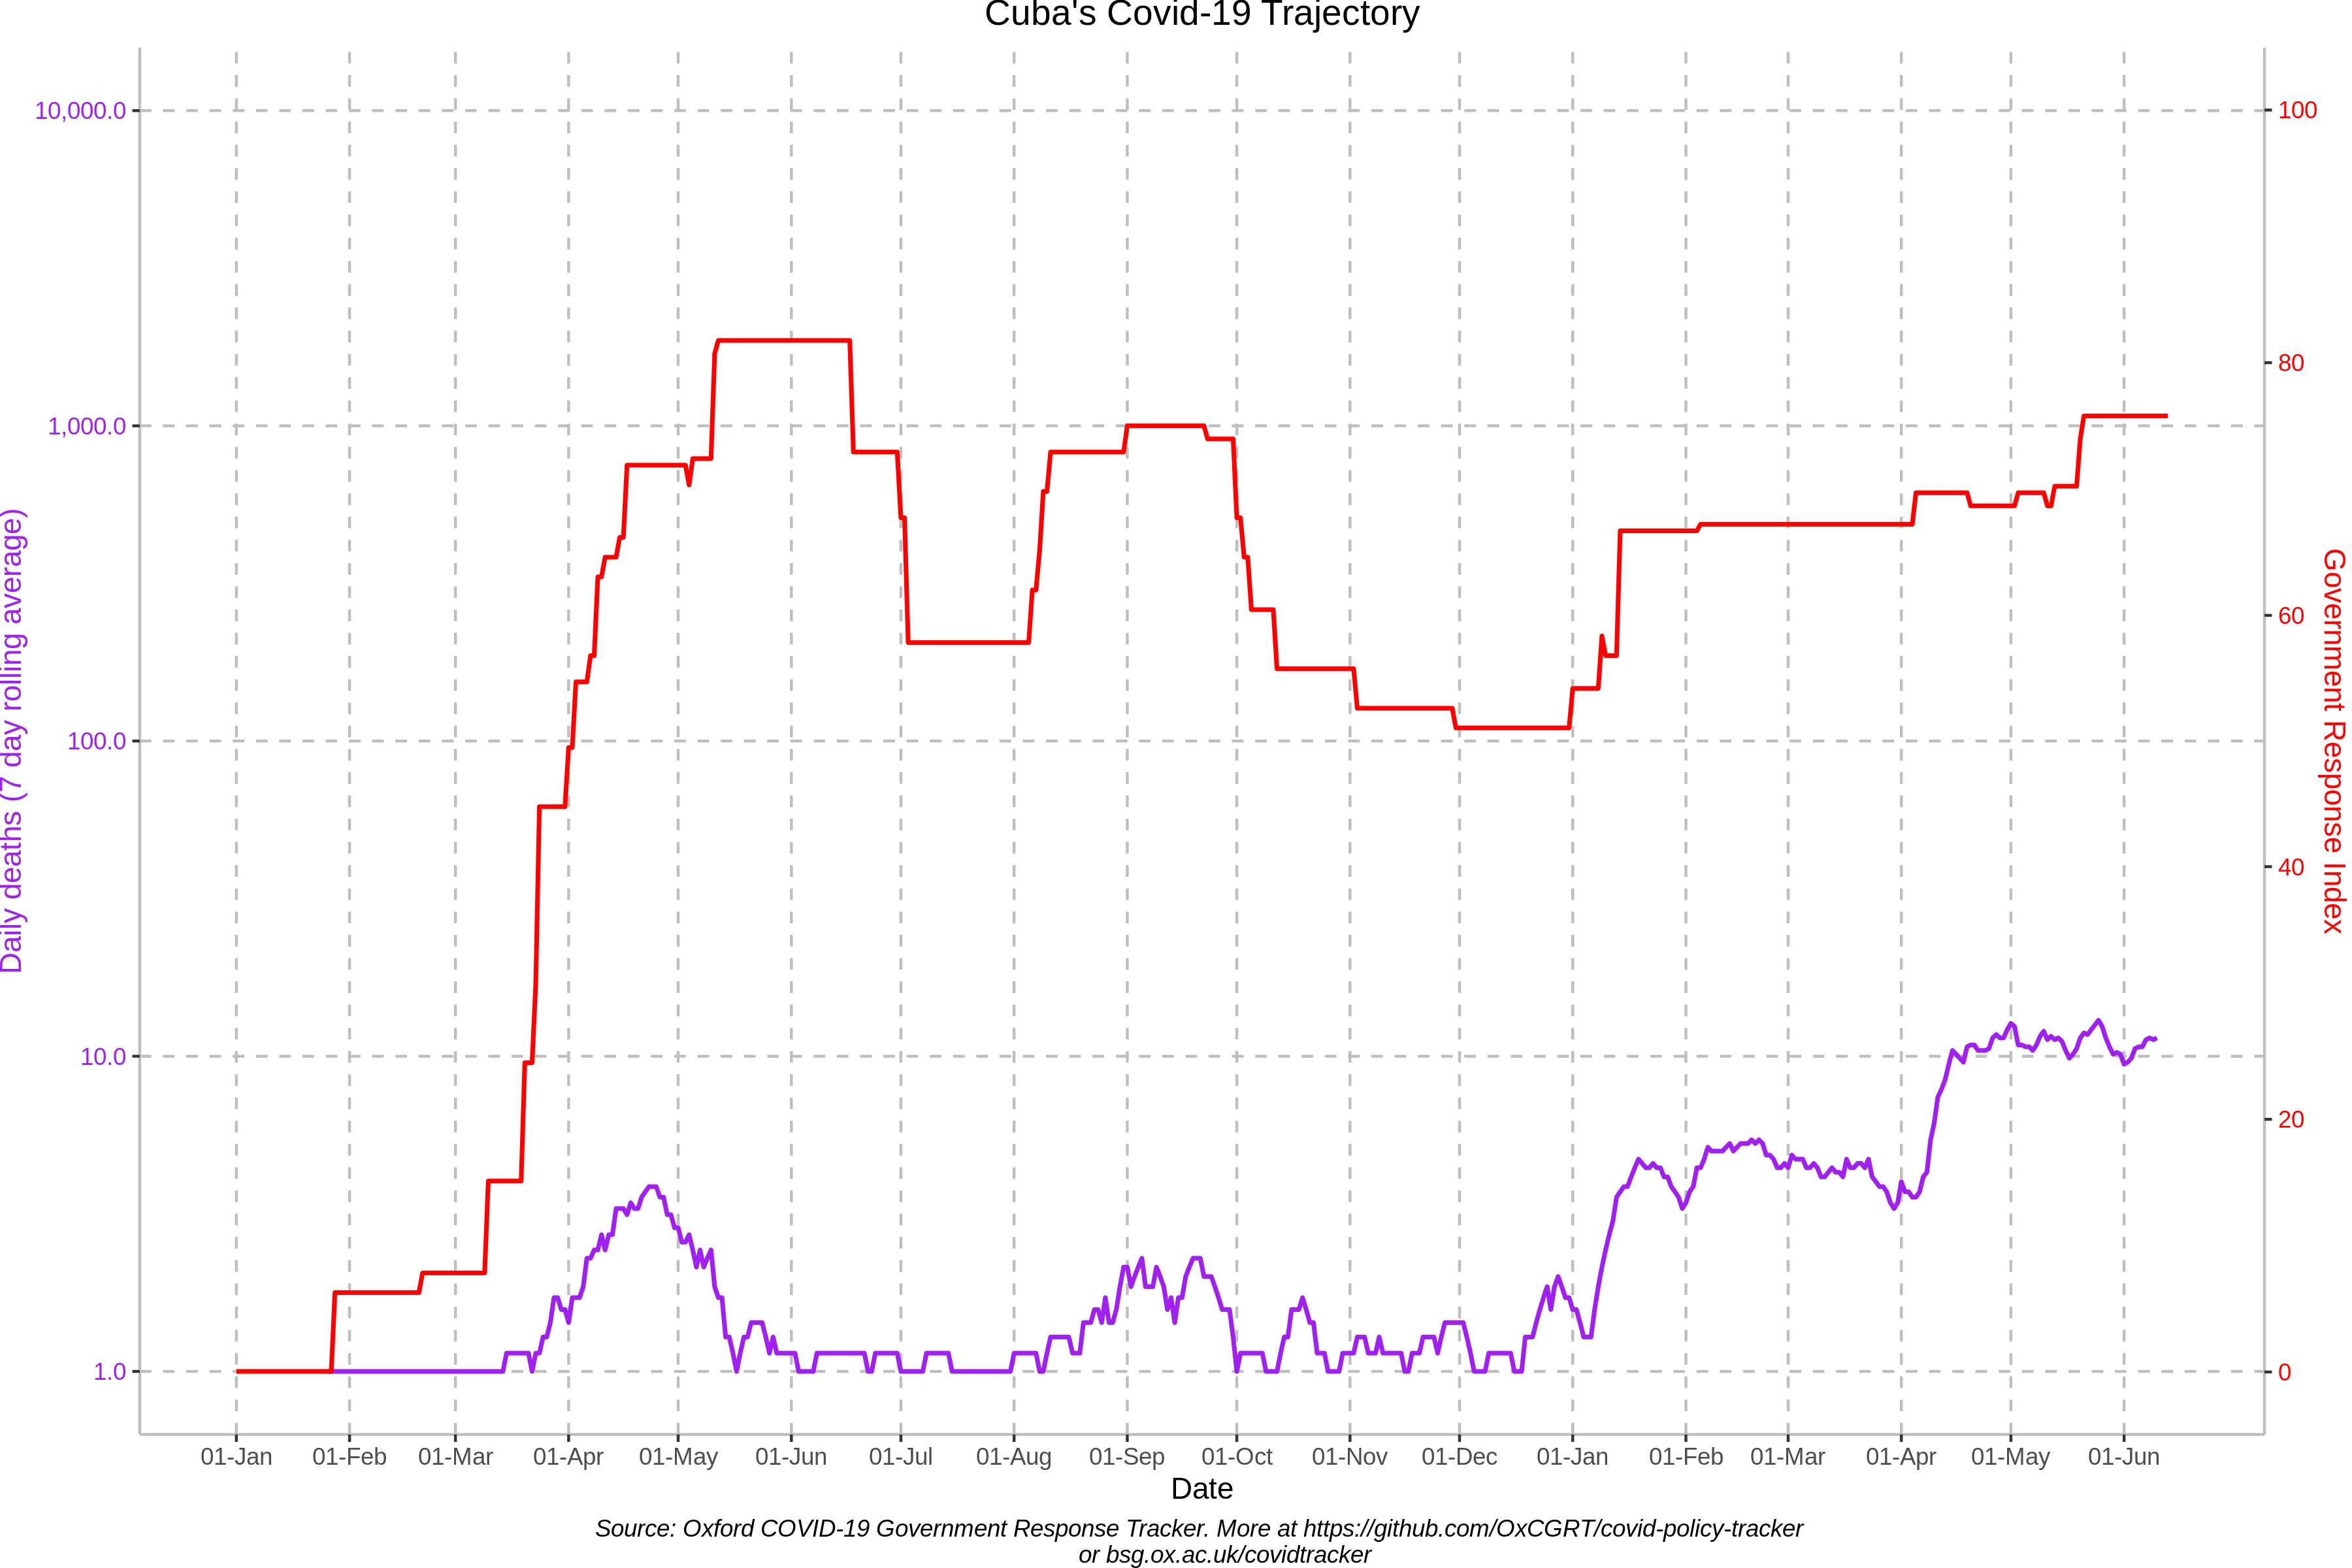 Cuba's Covid-19 Trajectory
10,000.0
1,000.0
100.0
10.0
1.0
Daily deaths (7 day rolling average)
100
80
60
40
20
0
Government Response Index
01-Jan 01-Feb 01-Mar 01-Apr 01-May 01-Jun 01-Jul 01-Aug 01-Sep 01-Oct 01-Nov 01-Dec 01-Jan 01-Feb 01-Mar 01-Apr 01-May 01-Jun
Date
Source: Oxford COVID-19 Government Response Tracker. More at https://github.com/OxCGRT/covid-policy-tracker
or bsg.ox.ac.uk/covidtracker